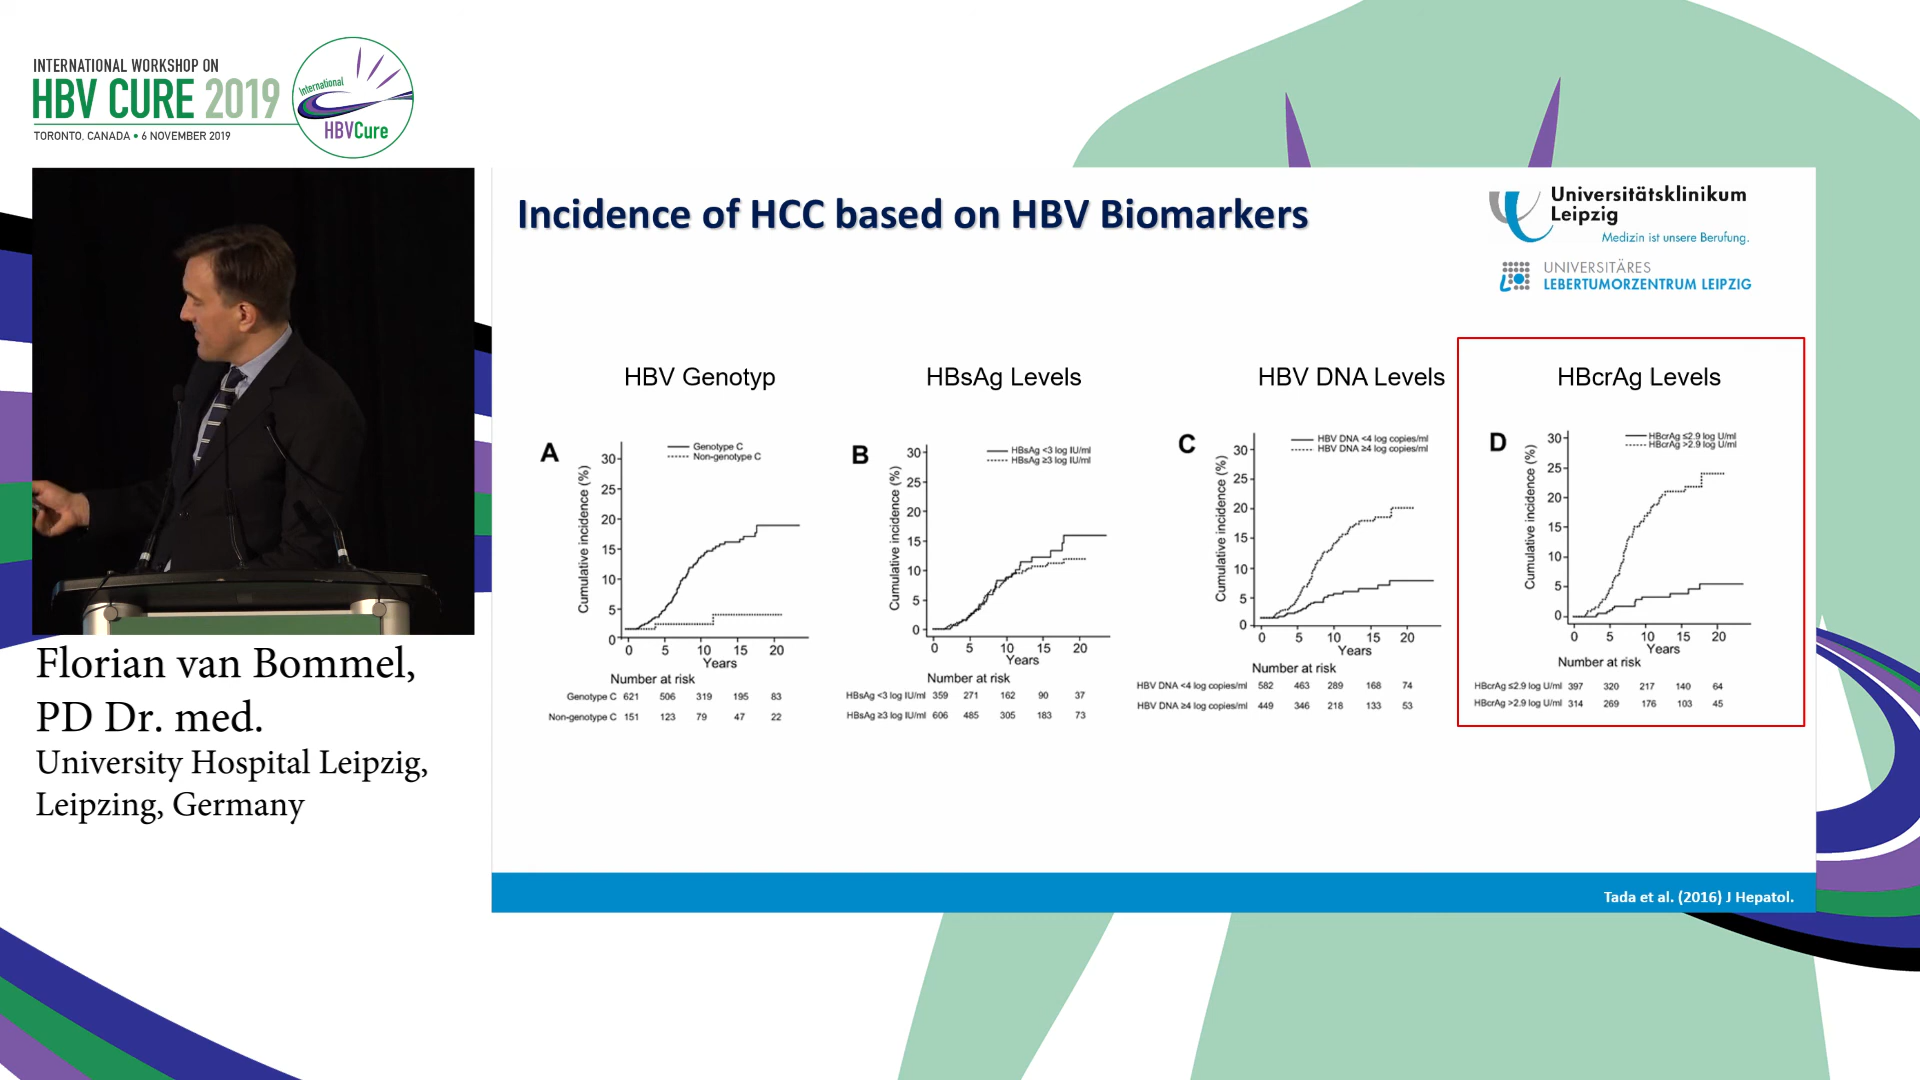 INTERNATIONAL WORKSHOP ON
HBV CURE 2019
TORONTO, CANADA • 6 NOVEMBER 2019
International
HBVCure
Florian van Bommel,
PD Dr. med.
University Hospital Leipzig,
Leipzing, Germany
Incidence of HCC based on HBV Biomarkers
Universitätsklinikum
Leipzig
Medizin ist unsere Berufung.
UNIVERSITÄRES
LEBERTUMORZENTRUM LEIPZIG
HBV Genotyp
A
Genotype C
Non-genotype C
Cumulative incidence (%)
30
25
20
15
10
5
0
0 5 10 15 20
Years
Number at risk
Genotype C 621 506 319 195 83
Non-genotype C 151 123 79 47 22
HBsAg Levels
B
HBsAg <3 log IU/ml
HBsAg ≥3 log IU/ml
Cumulative incidence (%)
30
25
20
15
10
5
0
0 5 10 15 20
Years
Number at risk
HBsAg <3 log IU/ml 359 271 162 90 37
HBsAg ≥3 log IU/ml 606 485 305 183 73
HBV DNA Levels
C
HBV DNA <4 log copies/ml
HBV DNA ≥4 log copies/ml
Cumulative incidence (%)
30
25
20
15
10
5
0
0 5 10 15 20
Years
Number at risk
HBV DNA <4 log copies/ml 582 463 289 168 74
HBV DNA ≥4 log copies/ml 449 346 218 133 53
HBcrAg Levels
D
HBcrAg ≤2.9 log U/ml
HBcrAg >2.9 log U/ml
Cumulative incidence (%)
30
25
20
15
10
5
0
0 5 10 15 20
Years
Number at risk
HBcrAg ≤2.9 log U/ml 397 320 217 140 64
HBcrAg >2.9 log U/ml 314 269 176 103 45
Tada et al. (2016) J Hepatol.